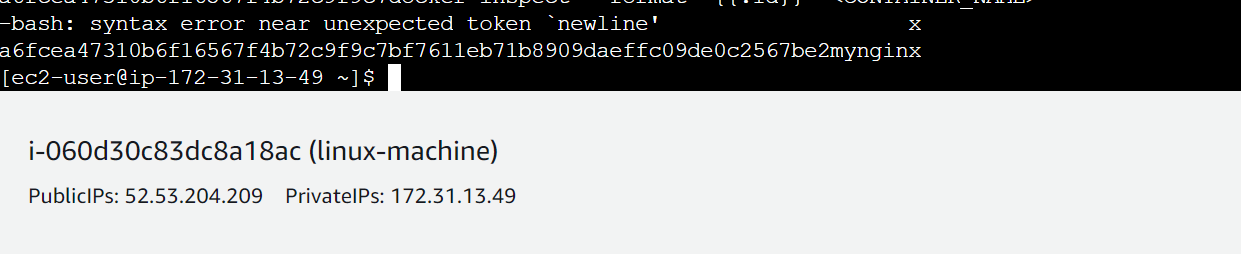 -bash: syntax error near unexpected token `newline' x
a6fcea47310b6f16567f4b72c9f9c7bf7611eb71b8909daeffc09de0c2567be2mynginx
[ec2-user@ip-172-31-13-49 ~]$
i-060d30c83dc8a18ac (linux-machine)
PublicIPs: 52.53.204.209 PrivateIPs: 172.31.13.49